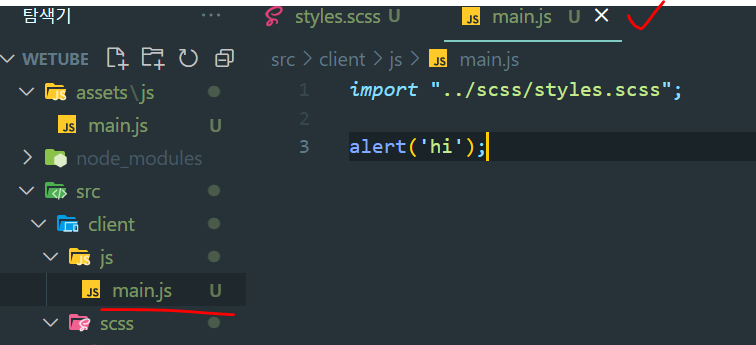 탐색기 ...
styles.scss U
main.js U
WETUBE
src > client > js > JS main.js
assets\js
JS main.js U
node_modules
src
client
js
JS main.js U
scss
1 import "../scss/styles.scss";
2
3 alert('hi');